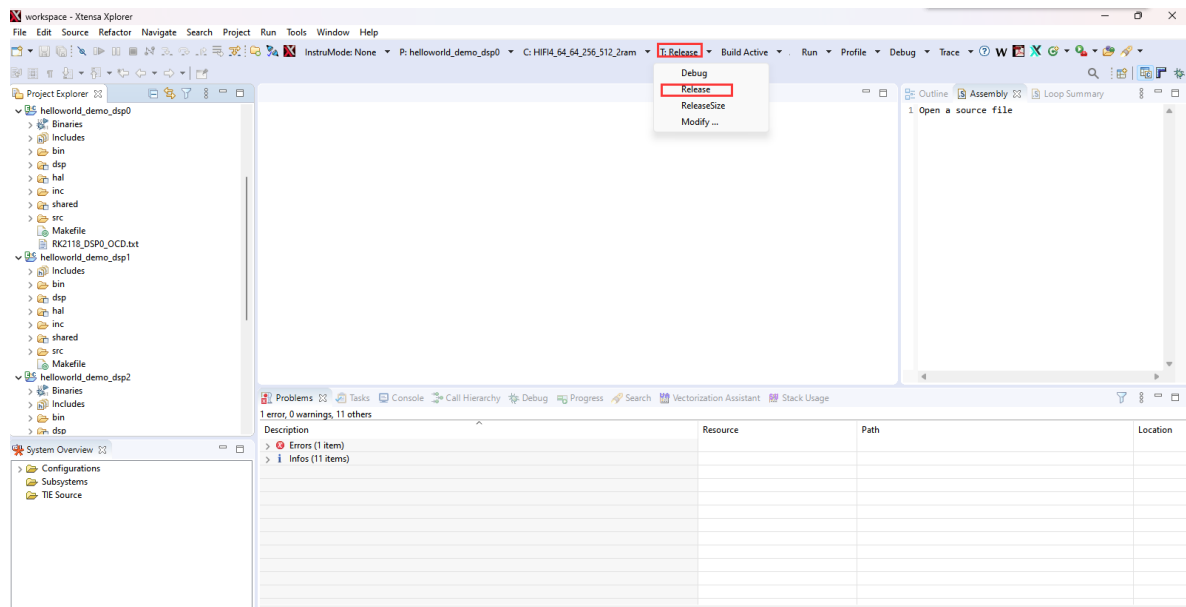 workspace - Xtensa Xplorer
File Edit Source Refactor Navigate Search Project Run Tools Window Help
InstruMode: None P: helloworld_demo_dsp0 C: HIFI4_64_64_256_512_2ram T: Release Build Active Run Profile Debug Trace
Debug
Release
ReleaseSize
Modify ...
Project Explorer
helloworld_demo_dsp0
Binaries
Includes
bin
dsp
hal
inc
shared
src
Makefile
RK2118_DSP0_OCD.txt
helloworld_demo_dsp1
Includes
bin
dsp
hal
inc
shared
src
Makefile
helloworld_demo_dsp2
Binaries
Includes
bin
dsp
Outline Assembly Loop Summary
1 Open a source file
System Overview
Configurations
Subsystems
TIE Source
Problems Tasks Console Call Hierarchy Debug Progress Search Vectorization Assistant Stack Usage
1 error, 0 warnings, 11 others
Description Resource Path Location
Errors (1 item)
Infos (11 items)